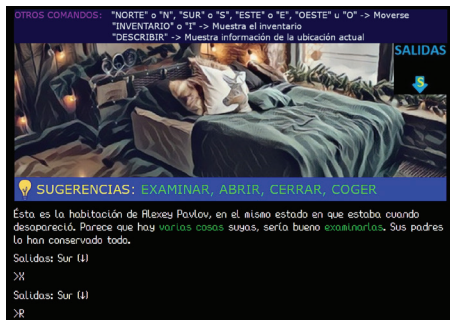 OTROS COMANDOS: "NORTE" o "N", "SUR" o "S", "ESTE" o "E", "OESTE" u "O" -> Moverse
"INVENTARIO" o "I" -> Muestra el inventario
"DESCRIBIR" -> Muestra información de la ubicación actual
SALIDAS
S
SUGERENCIAS: EXAMINAR, ABRIR, CERRAR, COGER
Ésta es la habitación de Alexey Pavlov, en el mismo estado en que estaba cuando
desapareció. Parece que hay varias cosas suyas, sería bueno examinarlas. Sus padres
lo han conservado todo.
Salidas: Sur (↓)
>X
Salidas: Sur (↓)
>R